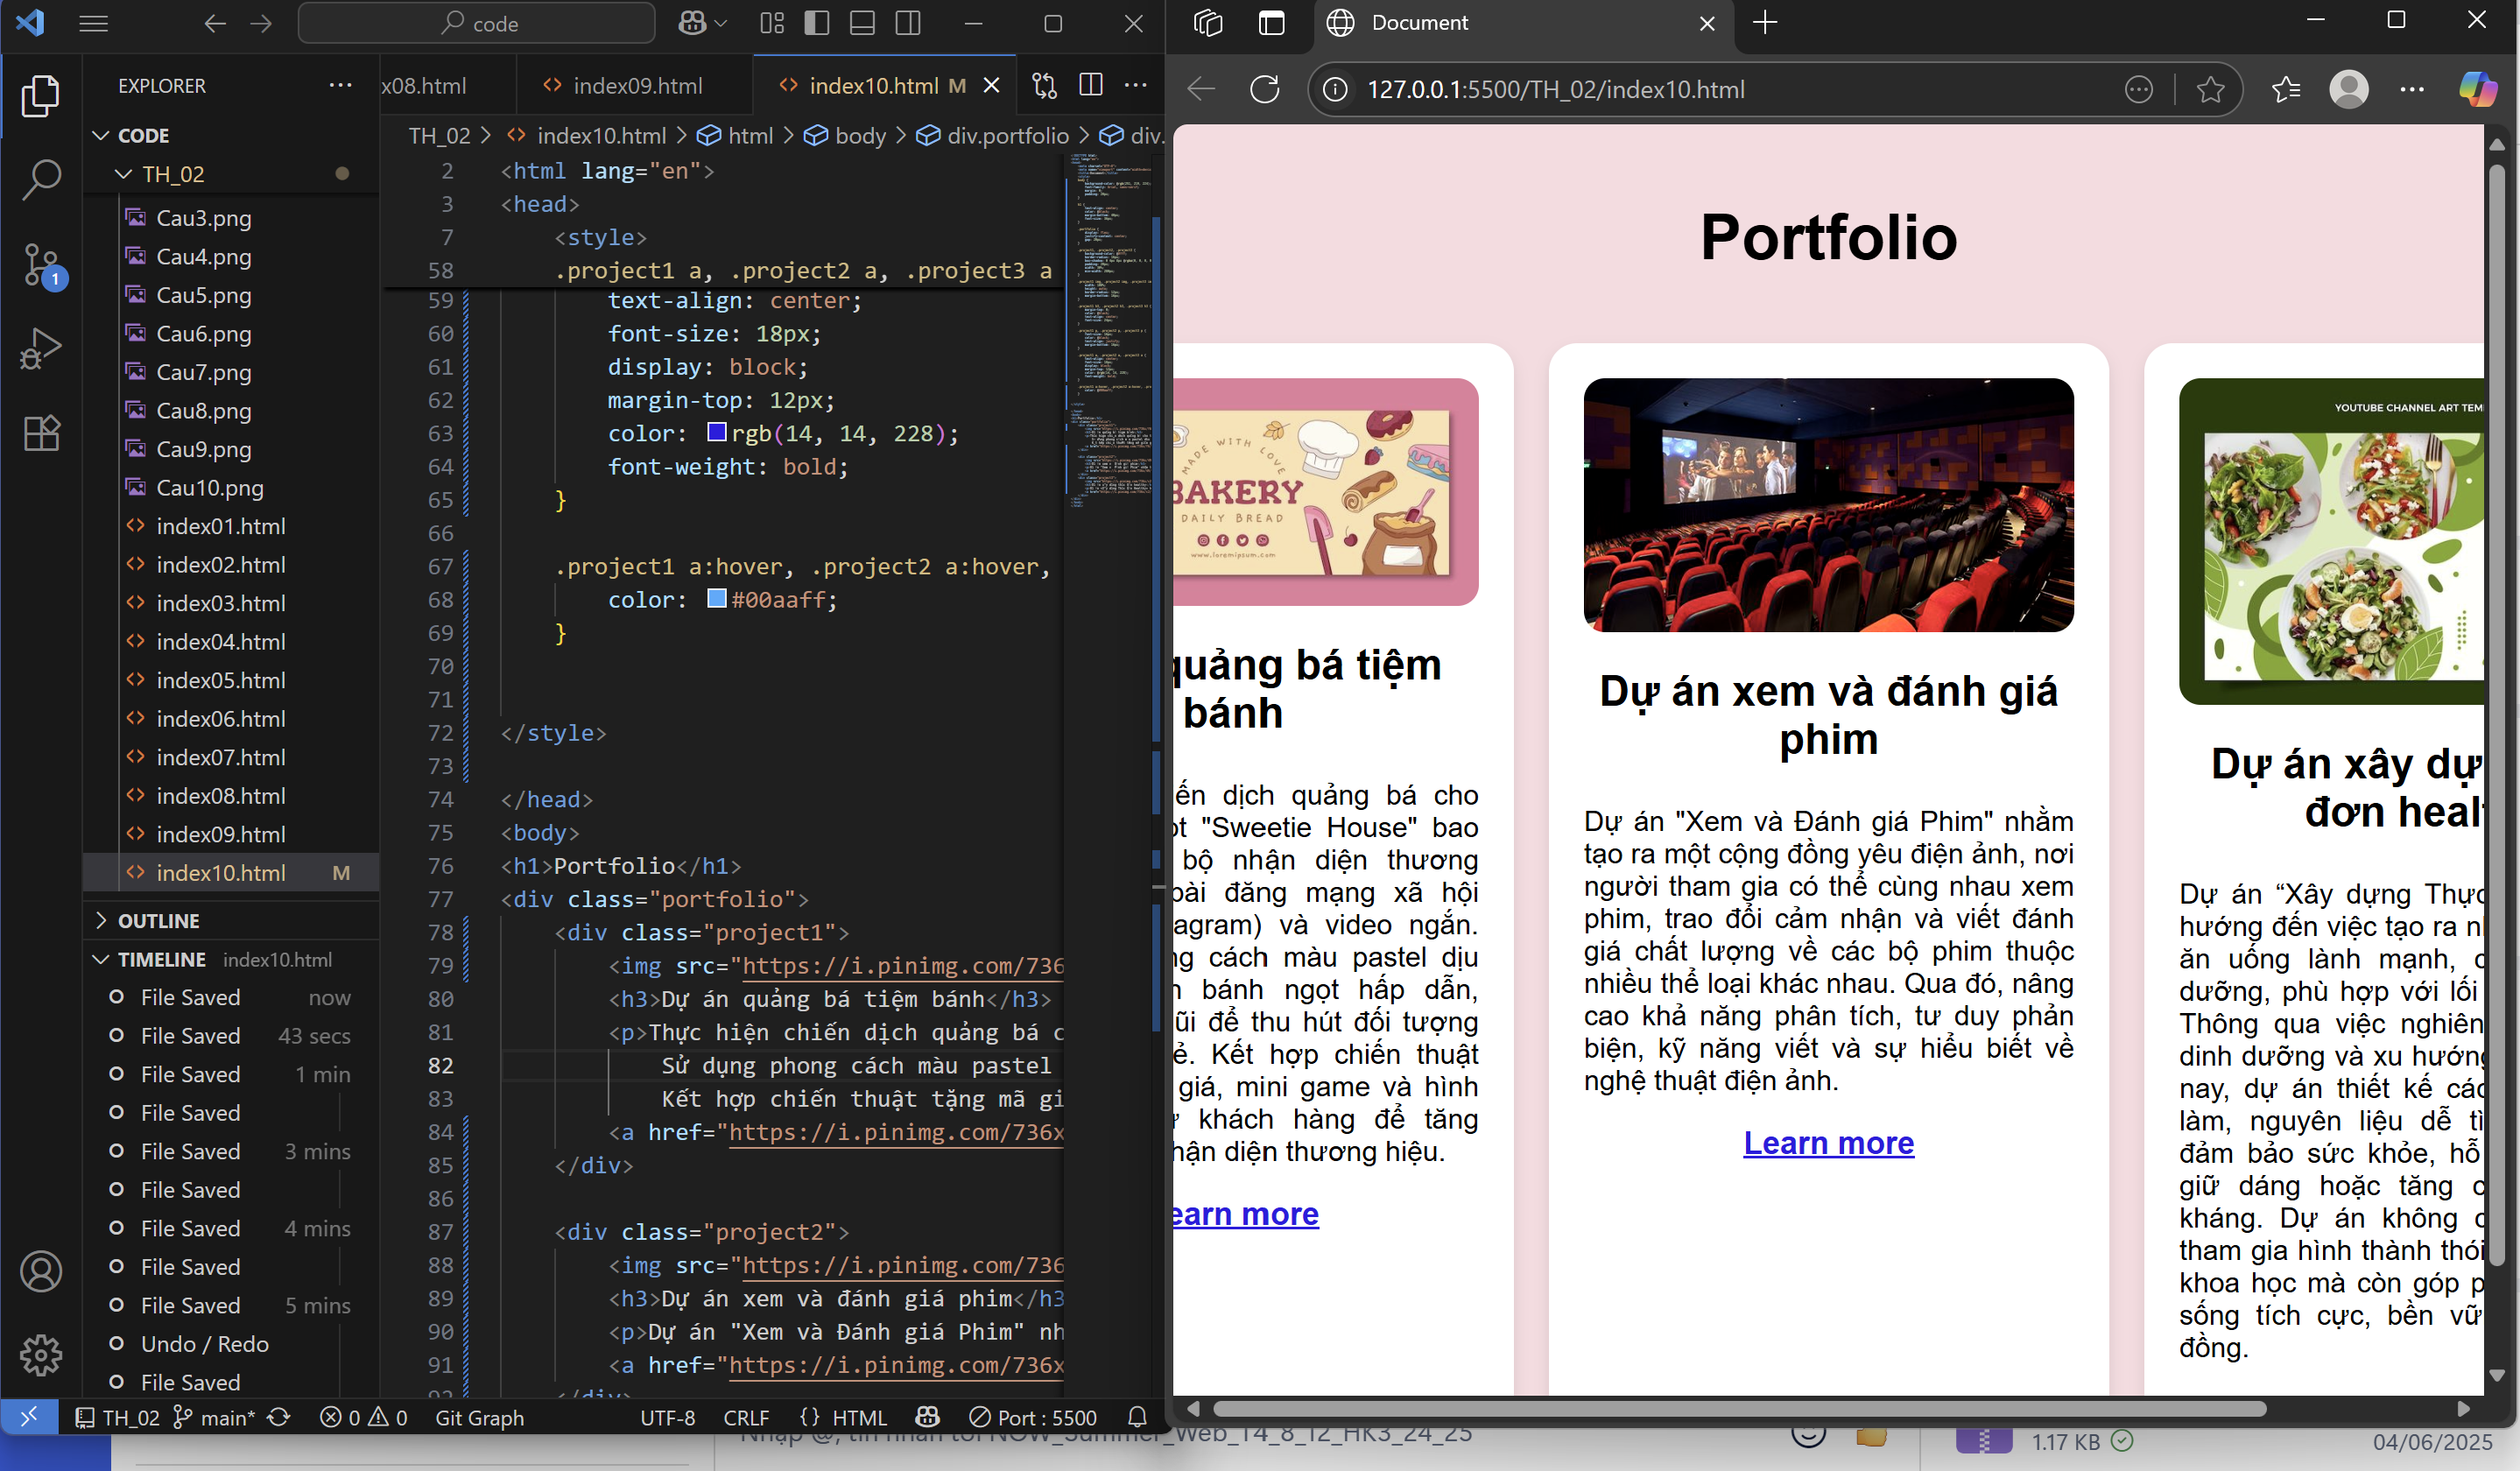 code
EXPLORER
x08.html
index09.html
index10.html M
CODE
TH_02
Cau3.png
Cau4.png
Cau5.png
Cau6.png
Cau7.png
Cau8.png
Cau9.png
Cau10.png
index01.html
index02.html
index03.html
index04.html
index05.html
index06.html
index07.html
index08.html
index09.html
index10.html M
OUTLINE
TIMELINE index10.html
File Saved now
File Saved 43 secs
File Saved 1 min
File Saved
File Saved 3 mins
File Saved
File Saved 4 mins
File Saved
File Saved 5 mins
Undo / Redo
File Saved
TH_02 > index10.html > html > body > div.portfolio > div.
2 <html lang="en">
3 <head>
7 <style>
58 .project1 a, .project2 a, .project3 a
59 text-align: center;
60 font-size: 18px;
61 display: block;
62 margin-top: 12px;
63 color: rgb(14, 14, 228);
64 font-weight: bold;
65 }
66
67 .project1 a:hover, .project2 a:hover,
68 color: #00aaff;
69 }
70
71
72 </style>
73
74 </head>
75 <body>
76 <h1>Portfolio</h1>
77 <div class="portfolio">
78 <div class="project1">
79 <img src="https://i.pinimg.com/736
80 <h3>Dự án quảng bá tiệm bánh</h3>
81 <p>Thực hiện chiến dịch quảng bá c
82 Sử dụng phong cách màu pastel
83 Kết hợp chiến thuật tặng mã gi
84 <a href="https://i.pinimg.com/736x
85 </div>
86
87 <div class="project2">
88 <img src="https://i.pinimg.com/736
89 <h3>Dự án xem và đánh giá phim</h3
90 <p>Dự án "Xem và Đánh giá Phim" nh
91 <a href="https://i.pinimg.com/736x
92 </div>
TH_02 main* 0 0 Git Graph UTF-8 CRLF {} HTML Port : 5500
1
Document
127.0.0.1:5500/TH_02/index10.html
Portfolio
MADE WITH LOVE
BAKERY
DAILY BREAD
www.loremipsum.com
quảng bá tiệm
bánh
ến dịch quảng bá cho
ọt "Sweetie House" bao
bộ nhận diện thương
bài đăng mạng xã hội
agram) và video ngắn.
ng cách màu pastel dịu
n bánh ngọt hấp dẫn,
ũi để thu hút đối tượng
ẻ. Kết hợp chiến thuật
giá, mini game và hình
khách hàng để tăng
hận diện thương hiệu.
earn more
Dự án xem và đánh giá
phim
Dự án "Xem và Đánh giá Phim" nhằm
tạo ra một cộng đồng yêu điện ảnh, nơi
người tham gia có thể cùng nhau xem
phim, trao đổi cảm nhận và viết đánh
giá chất lượng về các bộ phim thuộc
nhiều thể loại khác nhau. Qua đó, nâng
cao khả năng phân tích, tư duy phản
biện, kỹ năng viết và sự hiểu biết về
nghệ thuật điện ảnh.
Learn more
YOUTUBE CHANNEL ART TEM
Dự án xây dự
đơn healt
Dự án “Xây dựng Thực
hướng đến việc tạo ra nh
ăn uống lành mạnh, c
dưỡng, phù hợp với lối
Thông qua việc nghiên
dinh dưỡng và xu hướng
nay, dự án thiết kế các
làm, nguyên liệu dễ tì
đảm bảo sức khỏe, hỗ
giữ dáng hoặc tăng c
kháng. Dự án không c
tham gia hình thành thói
khoa học mà còn góp p
sống tích cực, bền vữ
đồng.
Nhập @, tin nhắn tới NOW_Summer_Web_T4_8_12_HK3_24_25
1.17 KB
04/06/2025